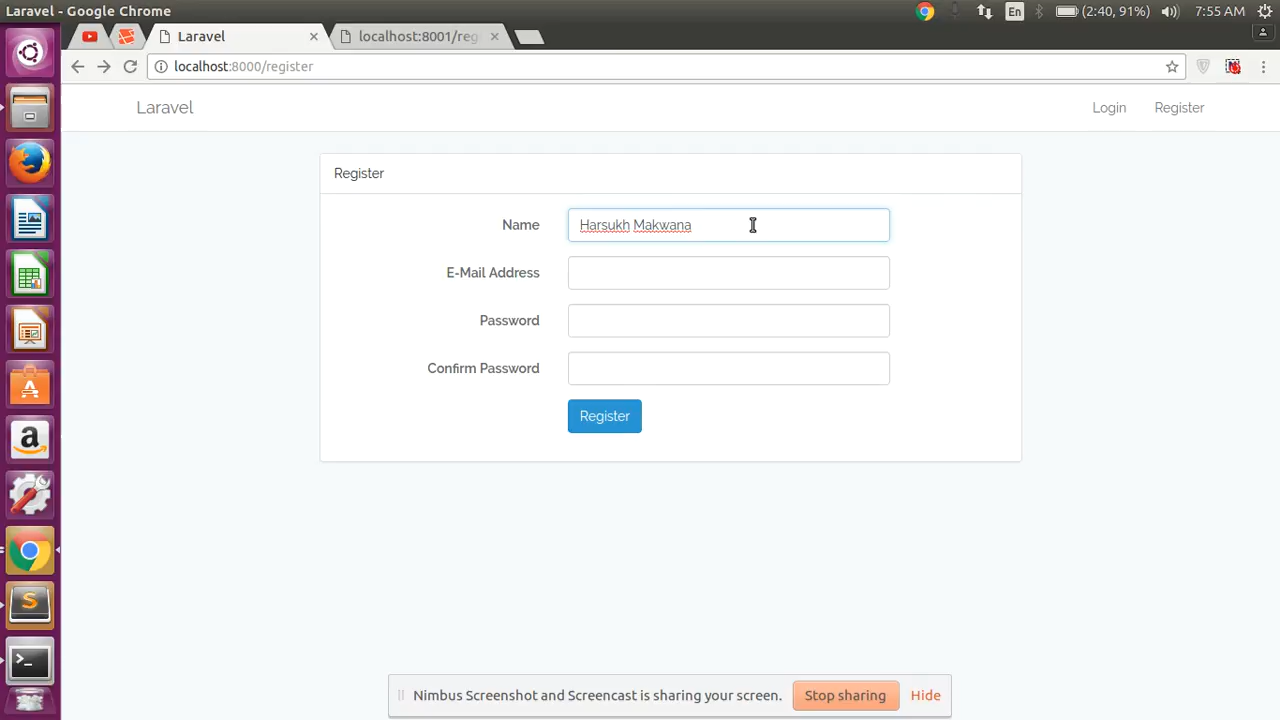 Laravel - Google Chrome
En
(2:40, 91%)
7:55 AM
Laravel
localhost:8001/reg
localhost:8000/register
Laravel
Login
Register
Register
Name
Harsukh Makwana
E-Mail Address
Password
Confirm Password
Register
Nimbus Screenshot and Screencast is sharing your screen.
Stop sharing
Hide